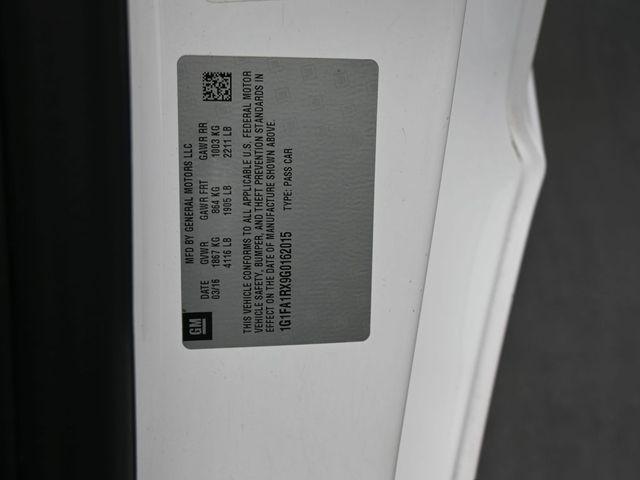 GM
MFD BY GENERAL MOTORS LLC
DATE GVWR GAWR FRT GAWR RR
03/16 1867 KG 864 KG 1003 KG
4116 LB 1905 LB 2211 LB
THIS VEHICLE CONFORMS TO ALL APPLICABLE U.S. FEDERAL MOTOR
VEHICLE SAFETY, BUMPER, AND THEFT PREVENTION STANDARDS IN
EFFECT ON THE DATE OF MANUFACTURE SHOWN ABOVE.
1G1FA1RX9G0162015 TYPE: PASS CAR